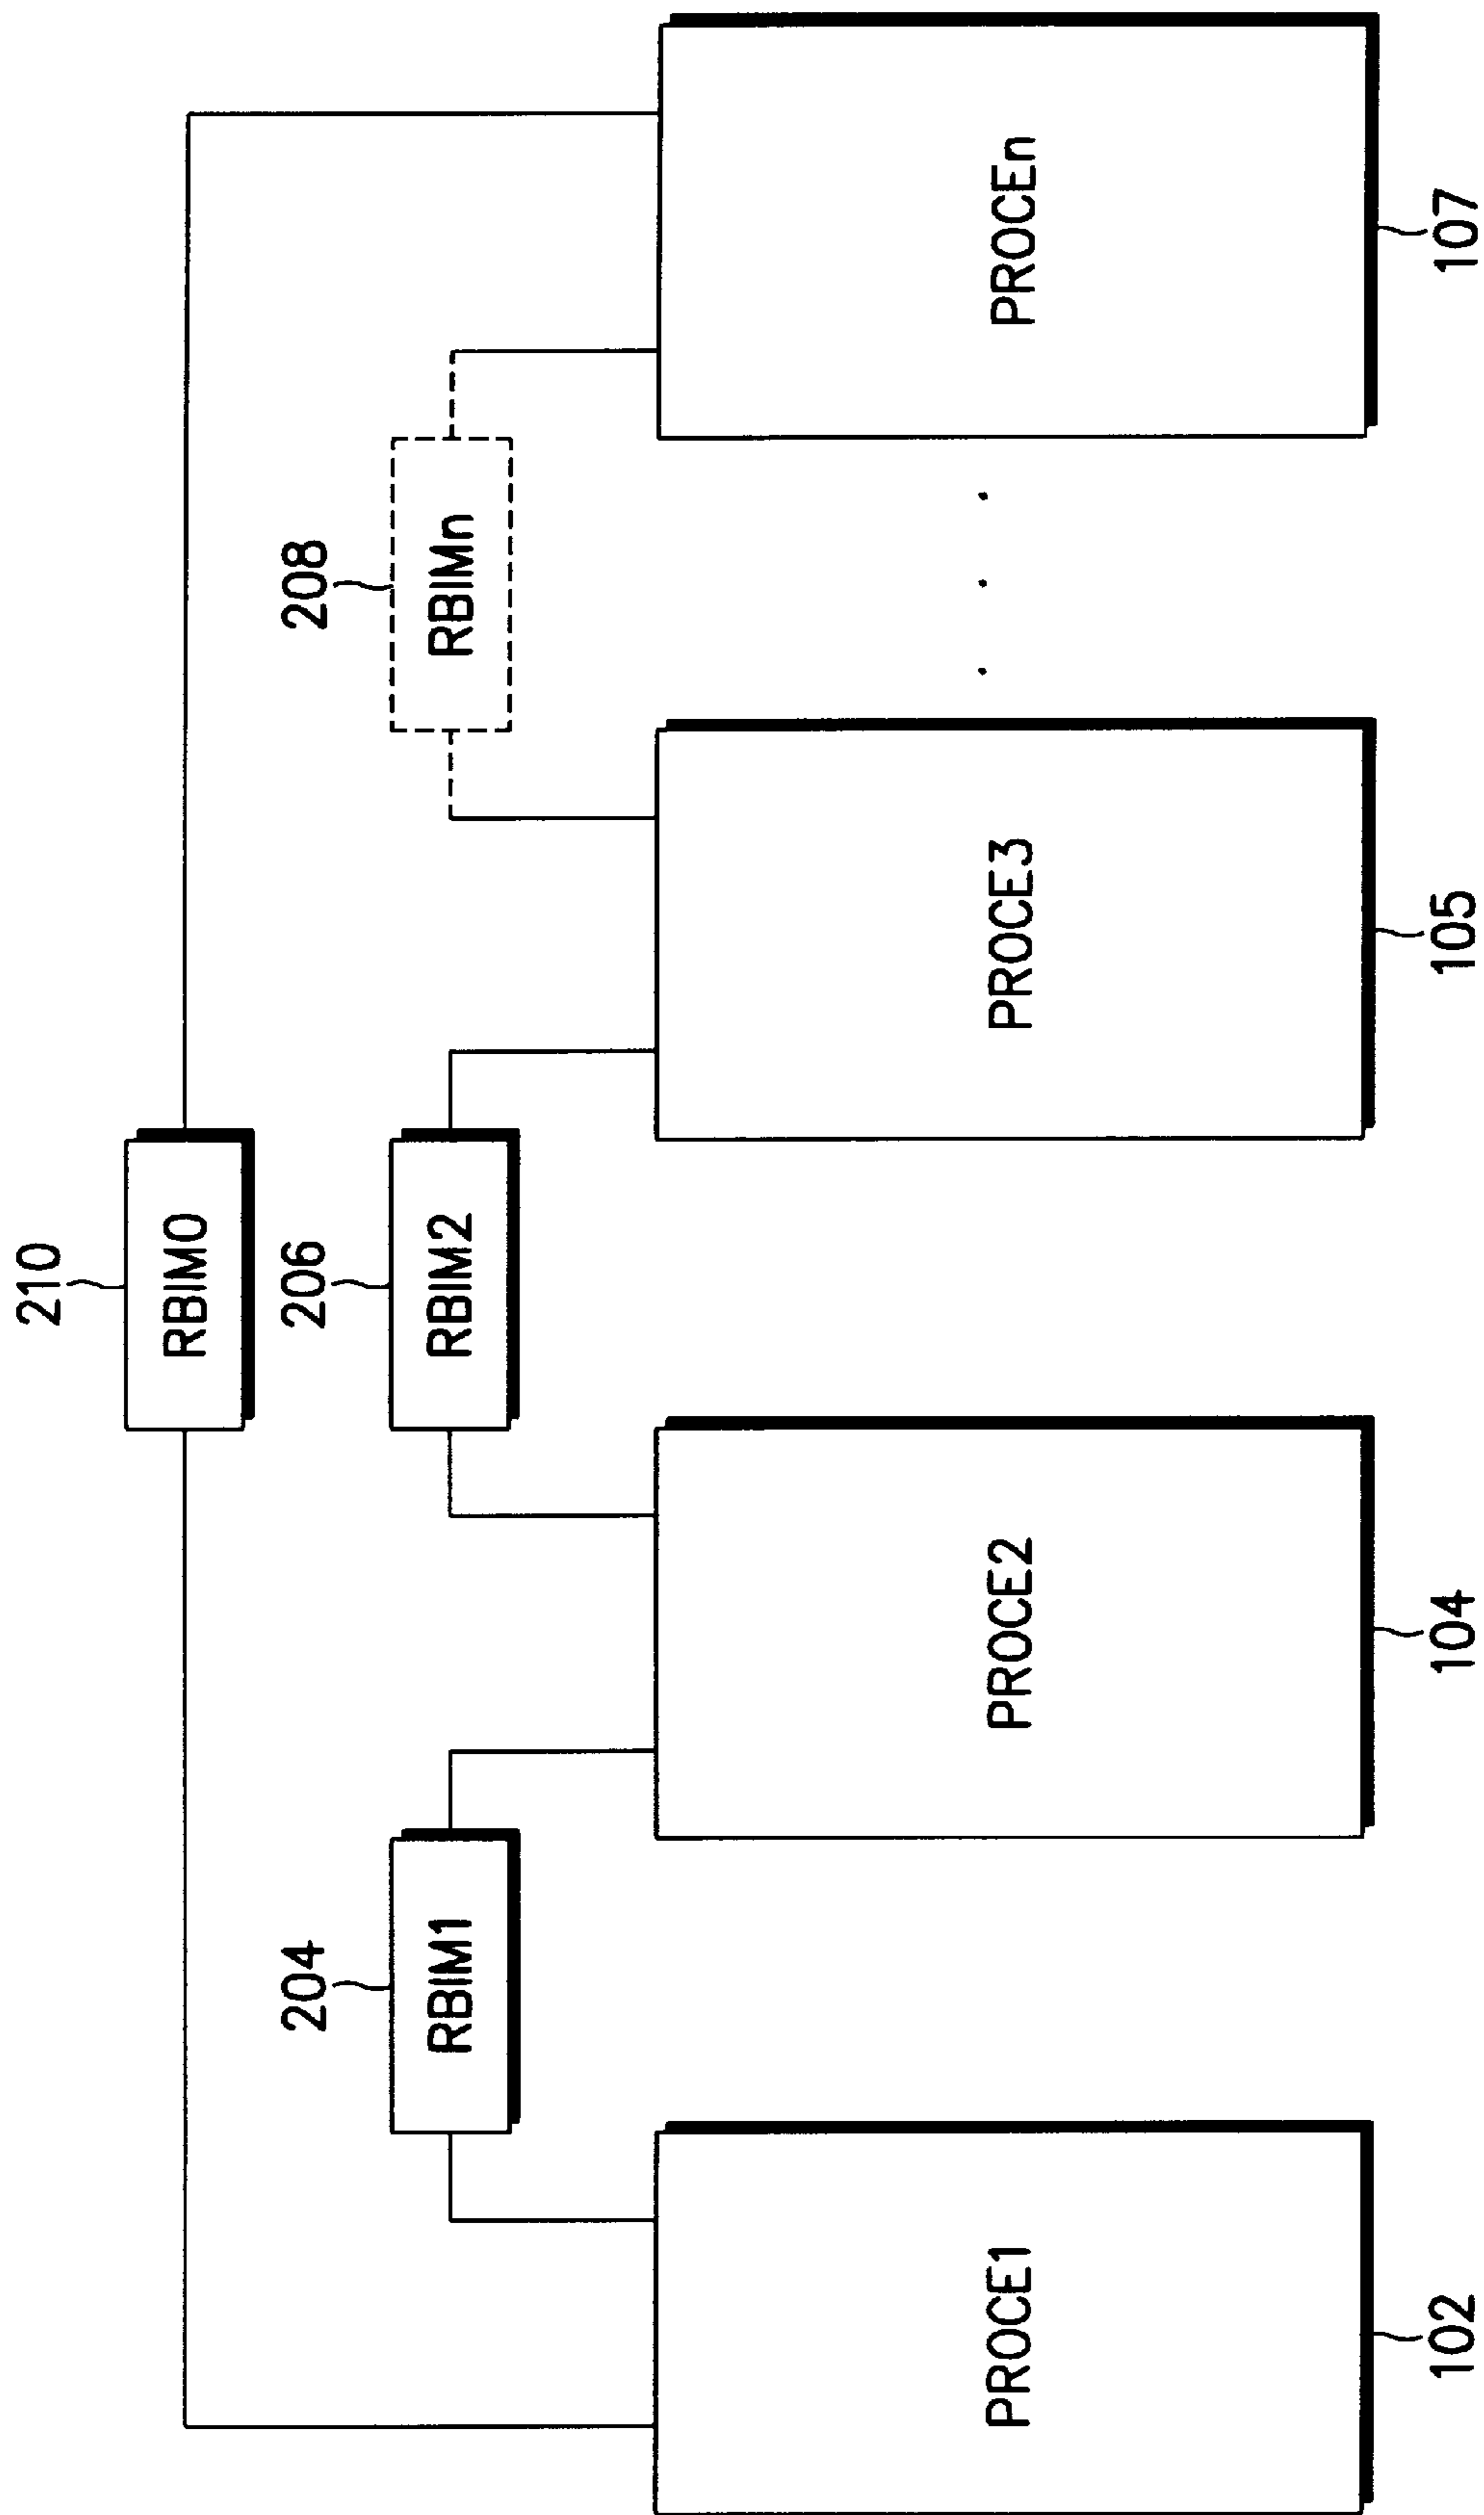 210
RBIM0
204
206
208
RBIM1
RBIM2
RBIMn
PROCE1
PROCE2
PROCE3
. . .
PROCEn
102
104
105
107